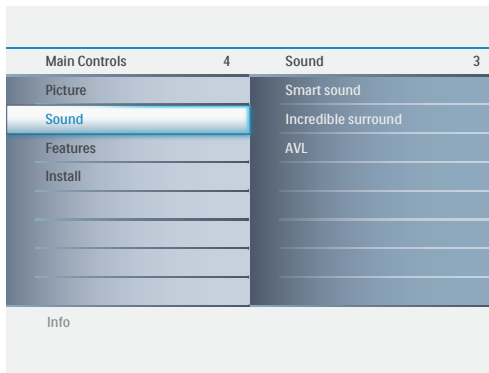 Main Controls 4 Sound 3
Picture Smart sound
Sound Incredible surround
Features AVL
Install
Info